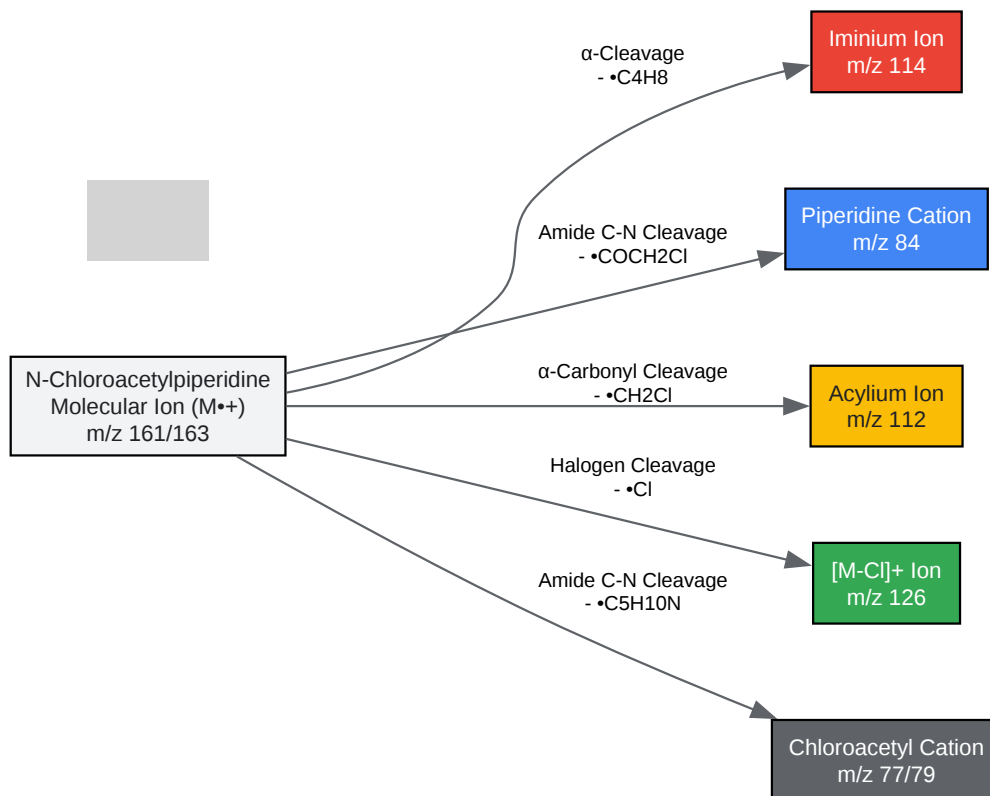 α-Cleavage
- •C4H8
Iminium Ion
m/z 114
Amide C-N Cleavage
- •COCH2Cl
Piperidine Cation
m/z 84
N-Chloroacetylpiperidine
Molecular Ion (M•+)
m/z 161/163
α-Carbonyl Cleavage
- •CH2Cl
Acylium Ion
m/z 112
Halogen Cleavage
- •Cl
[M-Cl]+ Ion
m/z 126
Amide C-N Cleavage
- •C5H10N
Chloroacetyl Cation
m/z 77/79